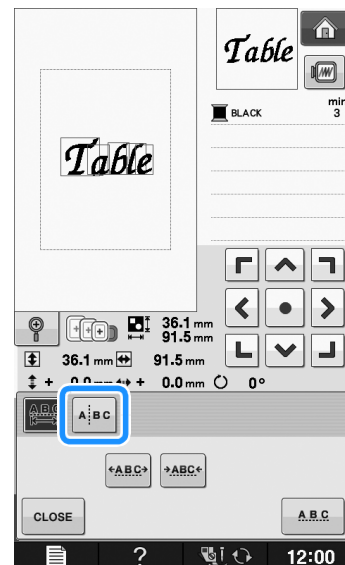 Table
BLACK
min
3
Table
36.1 mm
91.5 mm
36.1 mm 91.5 mm
+ 0.0 mm + 0.0 mm 0°
ABC
A BC
ABC ABC
CLOSE
ABC
? 12:00